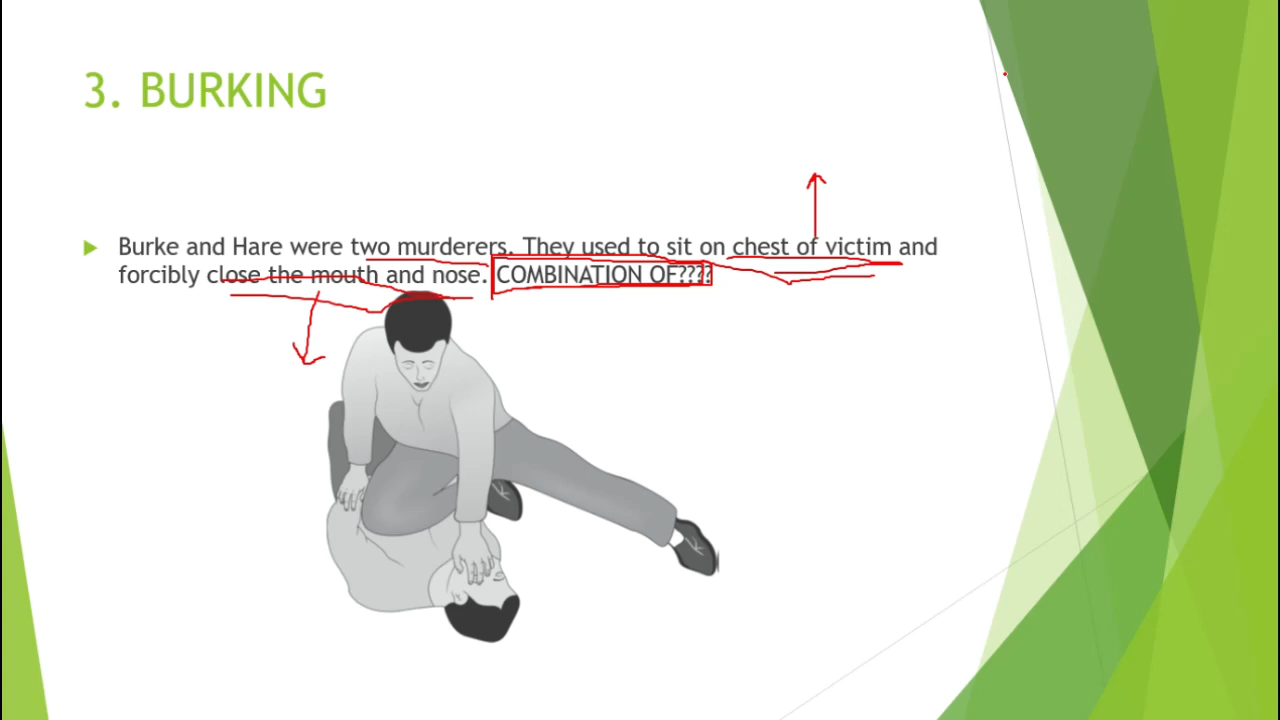 3. BURKING
Burke and Hare were two murderers. They used to sit on chest of victim and
forcibly close the mouth and nose. COMBINATION OF????